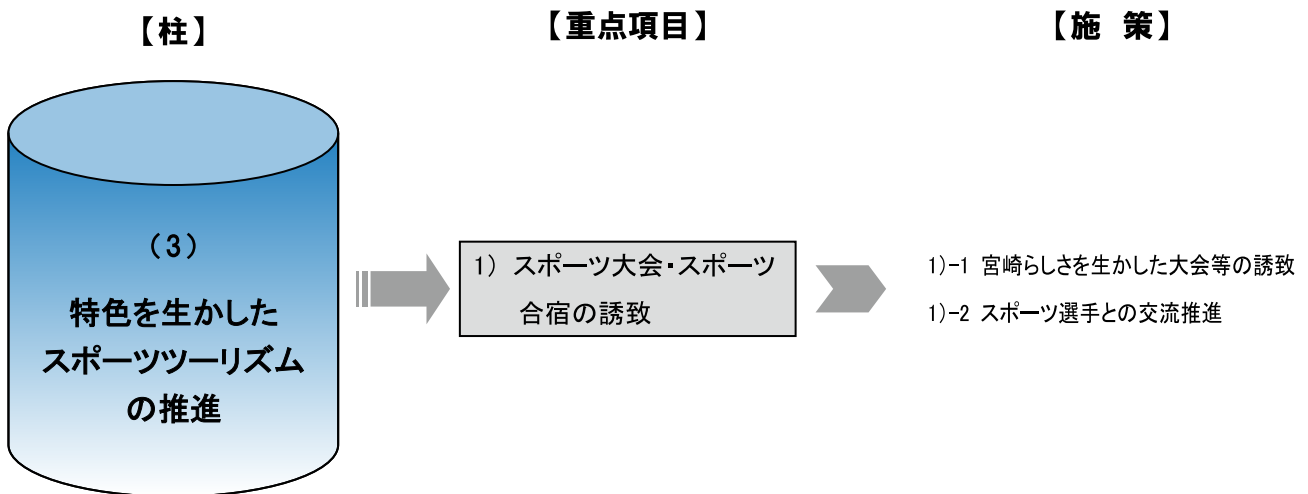 【柱】
【重点項目】
【施 策】
（3）
特色を生かした
スポーツツーリズム
の推進
1） スポーツ大会・スポーツ
合宿の誘致
1）-1 宮崎らしさを生かした大会等の誘致
1）-2 スポーツ選手との交流推進